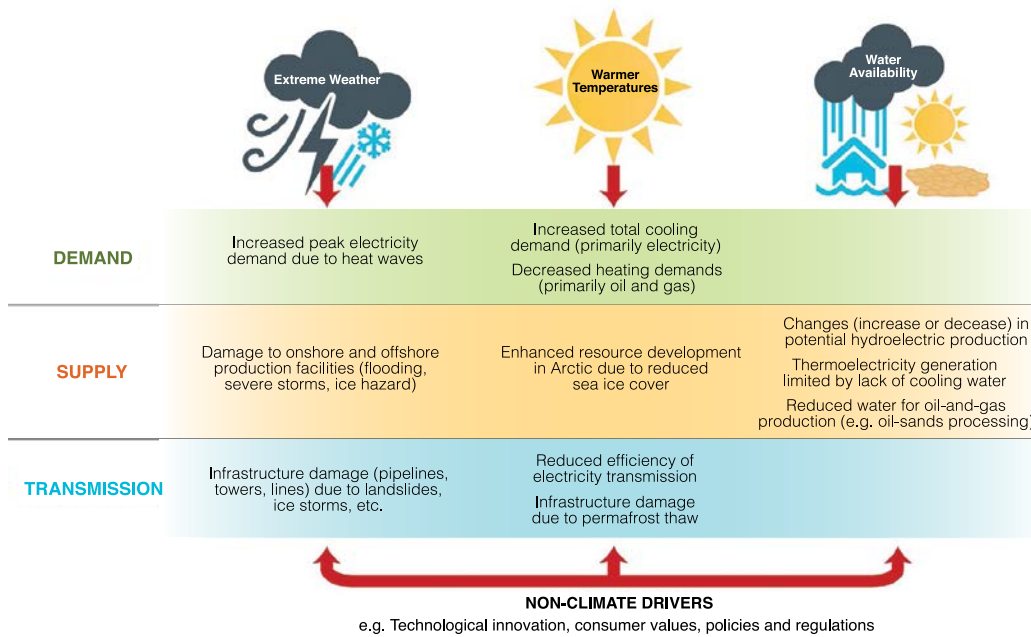 Extreme Weather
Warmer
Temperatures
Water
Availability
DEMAND
Increased peak electricity
demand due to heat waves
Increased total cooling
demand (primarily electricity)
Decreased heating demands
(primarily oil and gas)
SUPPLY
Damage to onshore and offshore
production facilities (flooding,
severe storms, ice hazard)
Enhanced resource development
in Arctic due to reduced
sea ice cover
Changes (increase or decease) in
potential hydroelectric production
Thermoelectricity generation
limited by lack of cooling water
Reduced water for oil-and-gas
production (e.g. oil-sands processing)
TRANSMISSION
Infrastructure damage (pipelines,
towers, lines) due to landslides,
ice storms, etc.
Reduced efficiency of
electricity transmission
Infrastructure damage
due to permafrost thaw
NON-CLIMATE DRIVERS
e.g. Technological innovation, consumer values, policies and regulations